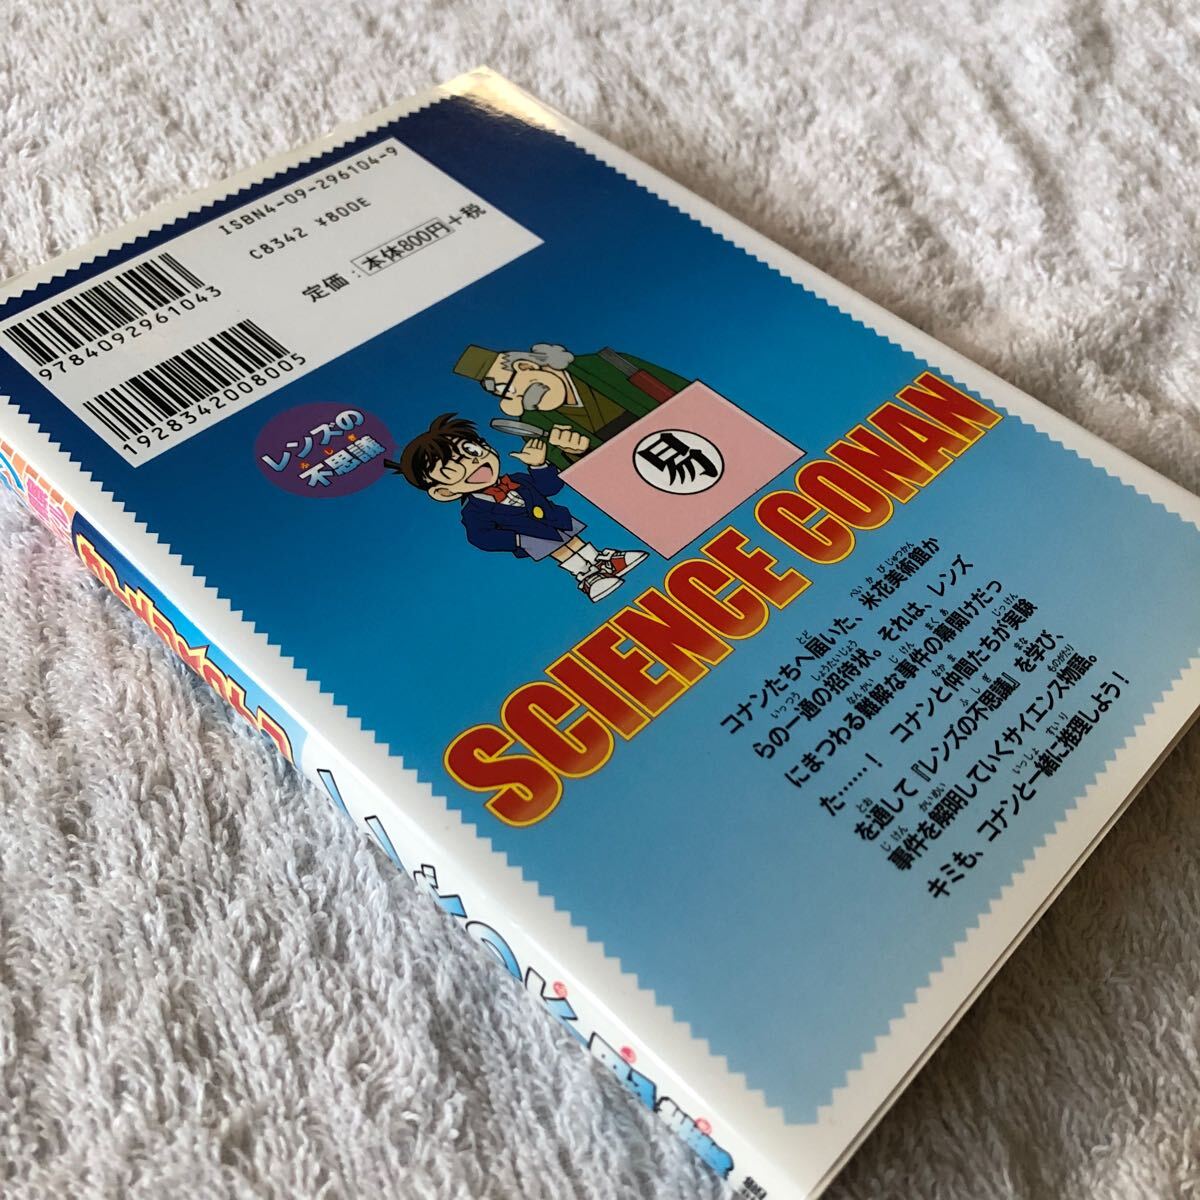 ISBN4-09-296104-9
C8342 ¥800E
定価：本体800円+税
9784092961043
1928342008005
レンズの
不思議
ふしぎ
易
SCIENCE CONAN
コナンたちへ届いた、米花美術館か
らの一通の招待状。それは、レンズ
にまつわる難解な事件の幕開けだっ
た……！　コナンと仲間たちが実験
を通して『レンズの不思議』を学び、
事件を解明していくサイエンス物語。
キミも、コナンと一緒に推理しよう！